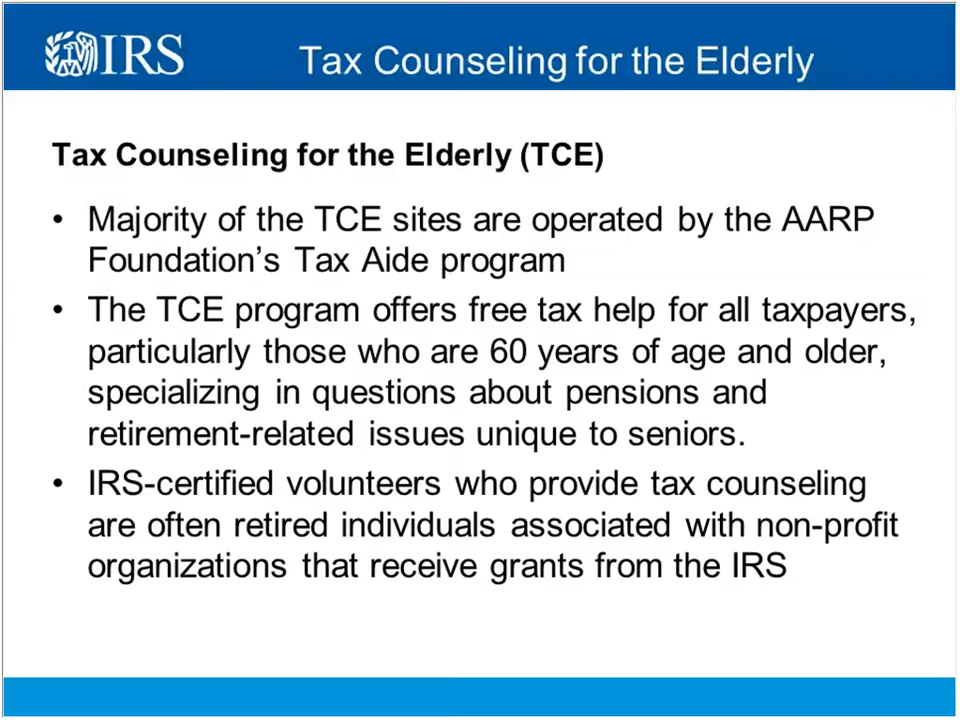 IRS
Tax Counseling for the Elderly
Tax Counseling for the Elderly (TCE)
• Majority of the TCE sites are operated by the AARP
Foundation's Tax Aide program
• The TCE program offers free tax help for all taxpayers,
particularly those who are 60 years of age and older,
specializing in questions about pensions and
retirement-related issues unique to seniors.
• IRS-certified volunteers who provide tax counseling
are often retired individuals associated with non-profit
organizations that receive grants from the IRS